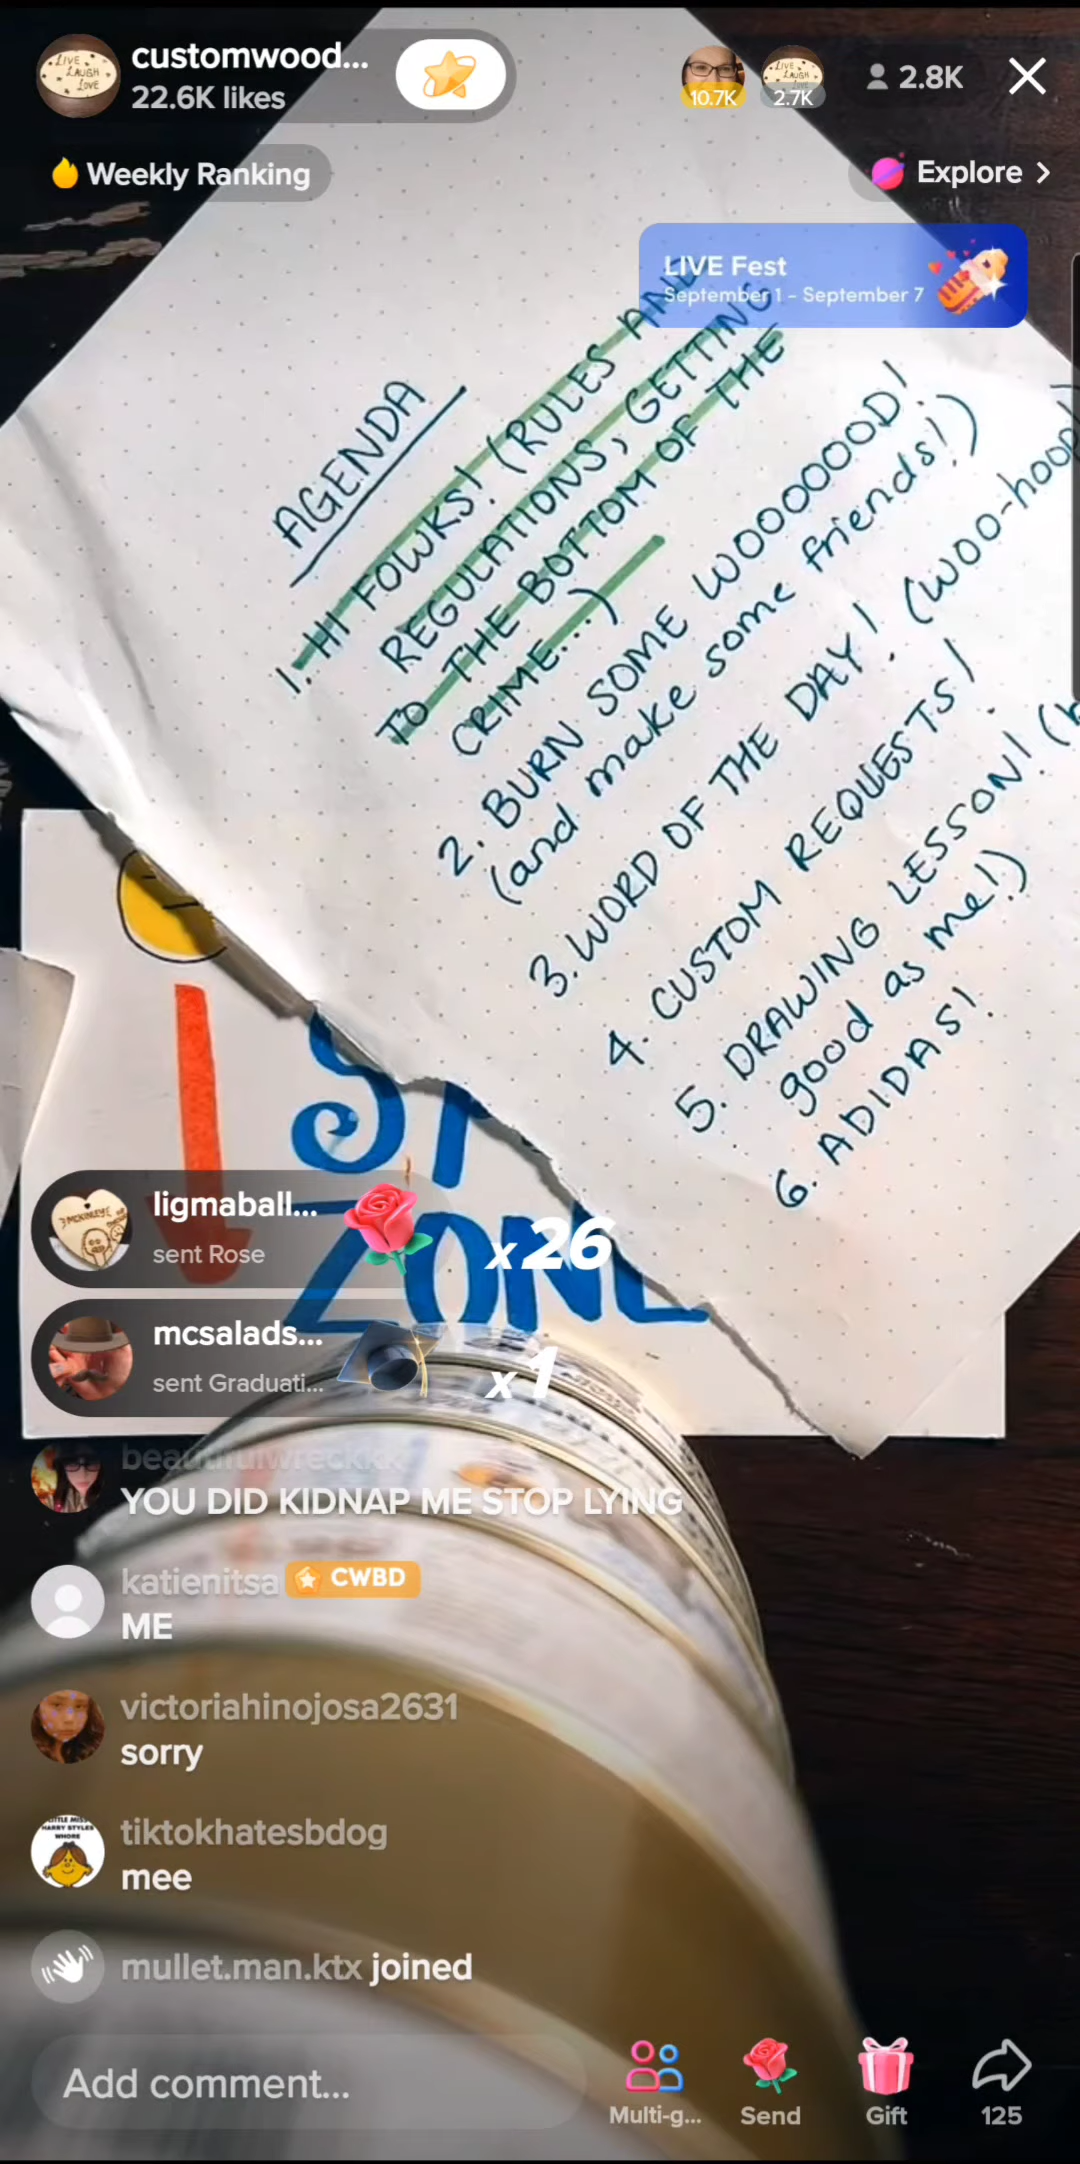 customwood...
22.6K likes
10.7K
2.7K
2.8K
Weekly Ranking
Explore
LIVE Fest
September 1 - September 7
AGENDA
1. HI FOWKS! (RULES AND
REGULATIONS, GETTING
TO THE BOTTOM OF THE
CRIME...)
2. BURN SOME WOOOOOOD!
(and make some friends!)
3. WORD OF THE DAY! (woo-hoo!)
4. CUSTOM REQUESTS!
5. DRAWING LESSON! (
good as me!)
6. ADIDAS!
ZONE
ligmaball...
sent Rose
x26
mcsalads...
sent Graduati...
x1
beautifulwreckkk
YOU DID KIDNAP ME STOP LYING
katienitsa CWBD
ME
victoriahinojosa2631
sorry
tiktokhatesbdog
mee
mullet.man.ktx joined
Add comment...
Multi-g...
Send
Gift
125